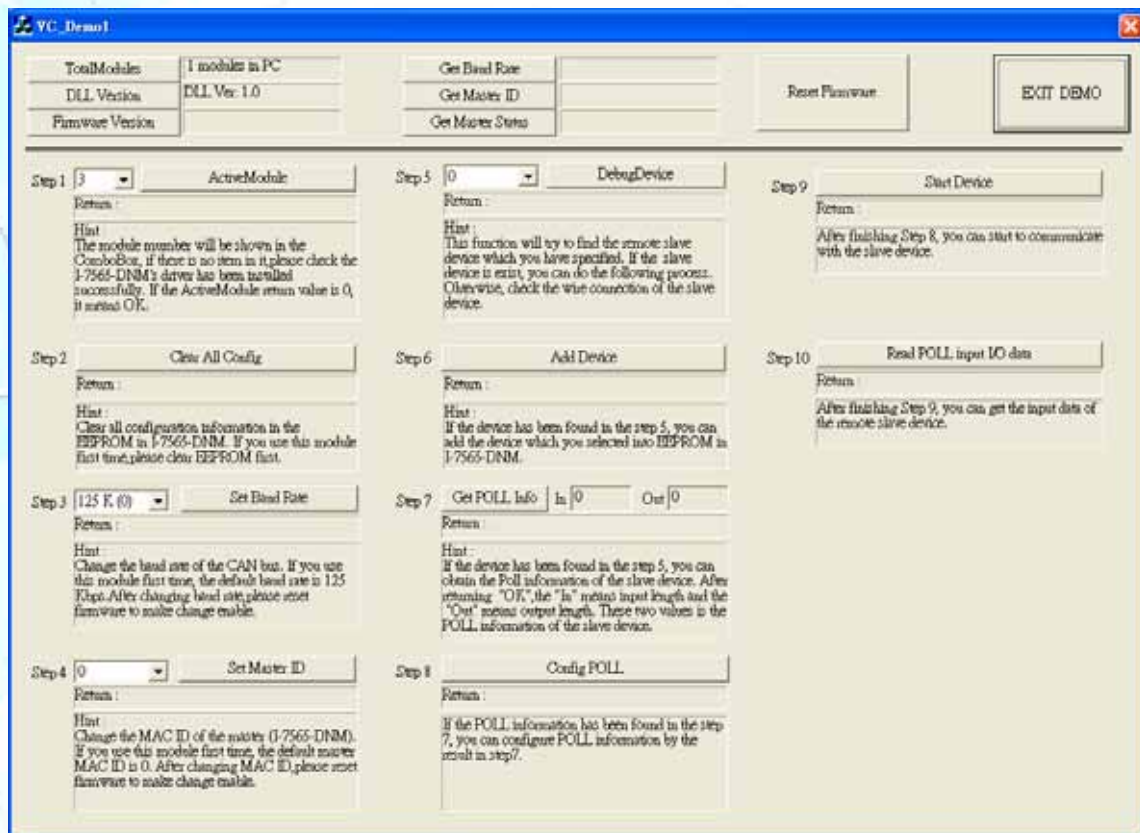 VC_Demo1
TotalModules
1 modules in PC
DLL Version
DLL Ver 1.0
Firmware Version
Get Baud Rate
Get Master ID
Get Master Status
Reset Firmware
EXIT DEMO
Step 1
3
ActiveModule
Return :
Hint
The module mumber will be shown in the
ComboBox, if there is no item in it,please check the
I-7565-DNM's driver has been installed
successfully. If the ActiveModule return value is 0,
it means OK.
Step 2
Clear All Config
Return :
Hint :
Clear all configuration information in the
EEPROM in I-7565-DNM. If you use this module
first time,please clear EEPROM first.
Step 3
125 K (0)
Set Baud Rate
Return :
Hint :
Change the baud rate of the CAN bus. If you use
this module first time, the default baud rate is 125
Kbps.After changing baud rate,please reset
firmware to make change enable.
Step 4
0
Set Master ID
Return :
Hint
Change the MAC ID of the master (I-7565-DNM).
If you use this module first time, the default master
MAC ID is 0. After changing MAC ID,please reset
firmware to make change enable.
Step 5
0
DebugDevice
Return :
Hint :
This function will try to find the remote slave
device which you have specified. If the slave
device is exist, you can do the following process.
Otherwise, check the wire connection of the slave
device.
Step 6
Add Device
Return :
Hint :
If the device has been found in the step 5, you can
add the device which you selected into EEPROM in
I-7565-DNM.
Step 7
Get POLL Info
In
0
Out
0
Return :
Hint :
If the device has been found in the step 5, you can
obtain the Poll information of the slave device. After
returning "OK",the "In" means input length and the
"Out" means output length. These two values is the
POLL information of the slave device.
Step 8
Config POLL
Return :
If the POLL information has been found in the step
7, you can configure POLL information by the
result in step7.
Step 9
Start Device
Return :
After finishing Step 8, you can start to communicate
with the slave device.
Step 10
Read POLL input I/O data
Return :
After finishing Step 9, you can get the input data of
the remote slave device.